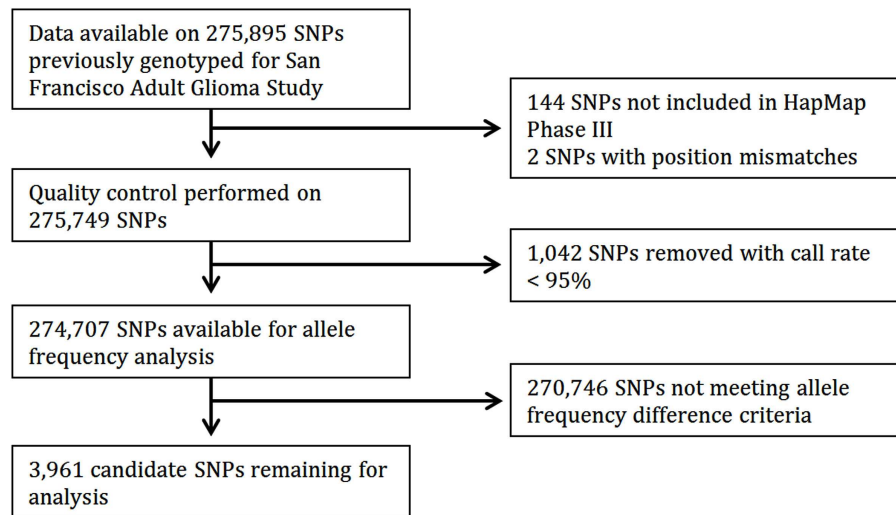 Data available on 275,895 SNPs
previously genotyped for San
Francisco Adult Glioma Study
144 SNPs not included in HapMap
Phase III
2 SNPs with position mismatches
Quality control performed on
275,749 SNPs
1,042 SNPs removed with call rate
< 95%
274,707 SNPs available for allele
frequency analysis
270,746 SNPs not meeting allele
frequency difference criteria
3,961 candidate SNPs remaining for
analysis